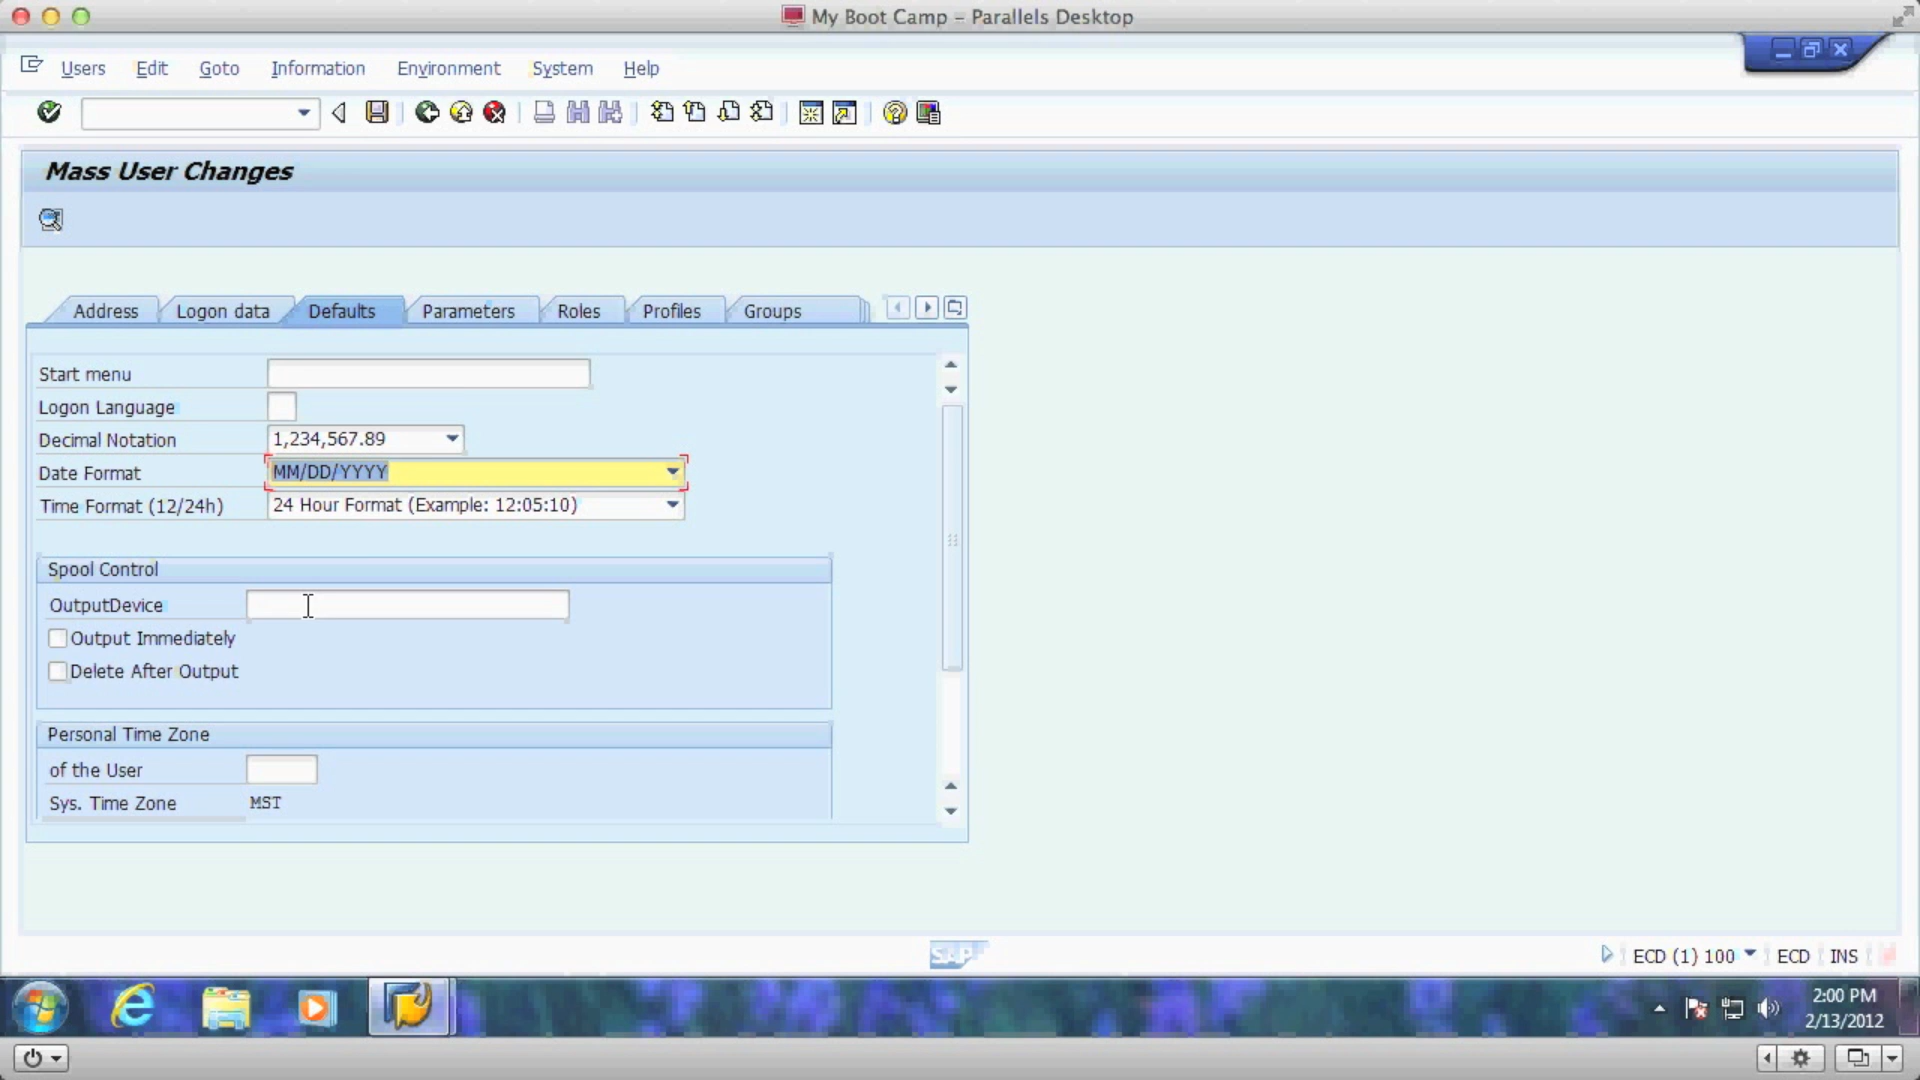 My Boot Camp – Parallels Desktop
Users Edit Goto Information Environment System Help
Mass User Changes
Address Logon data Defaults Parameters Roles Profiles Groups
Start menu
Logon Language
Decimal Notation 1,234,567.89
Date Format MM/DD/YYYY
Time Format (12/24h) 24 Hour Format (Example: 12:05:10)
Spool Control
OutputDevice
Output Immediately
Delete After Output
Personal Time Zone
of the User
Sys. Time Zone MST
SAP ECD (1) 100 ECD INS
2:00 PM
2/13/2012